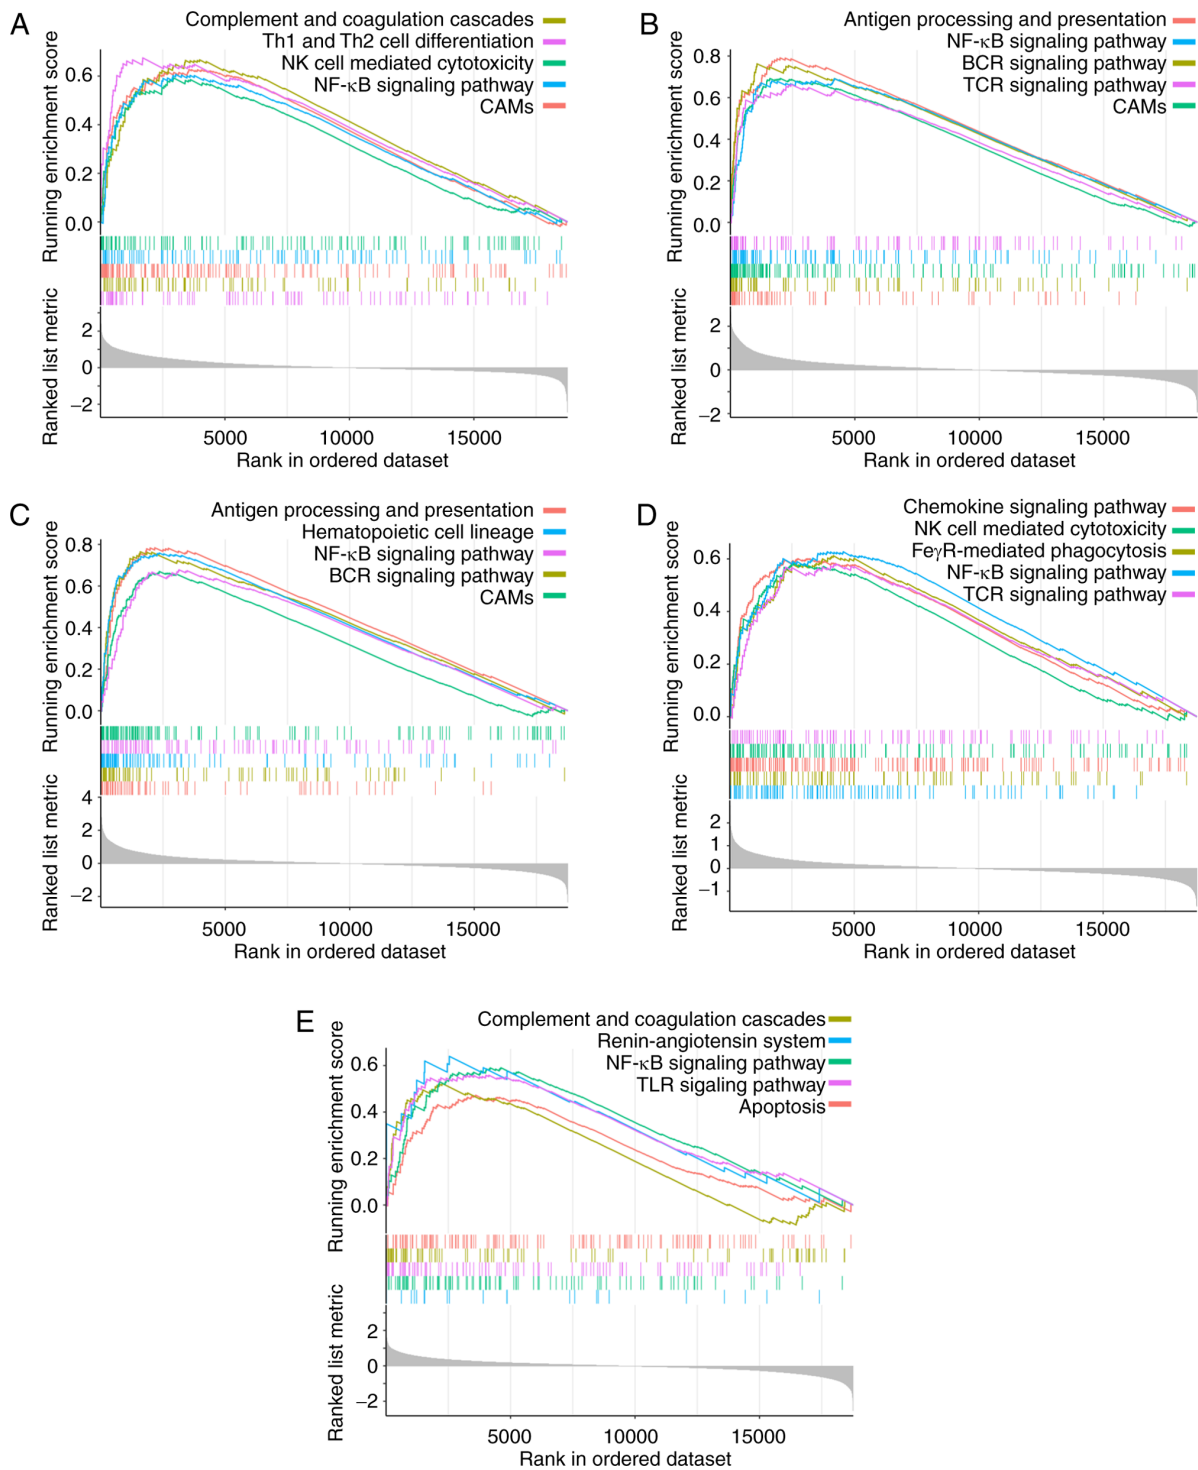 A
Complement and coagulation cascades
Th1 and Th2 cell differentiation
NK cell mediated cytotoxicity
NF-κB signaling pathway
CAMs
Running enrichment score
0.6
0.4
0.2
0.0
Ranked list metric
2
0
−2
5000 10000 15000
Rank in ordered dataset
B
Antigen processing and presentation
NF-κB signaling pathway
BCR signaling pathway
TCR signaling pathway
CAMs
Running enrichment score
0.8
0.6
0.4
0.2
0.0
Ranked list metric
2
0
−2
5000 10000 15000
Rank in ordered dataset
C
Antigen processing and presentation
Hematopoietic cell lineage
NF-κB signaling pathway
BCR signaling pathway
CAMs
Running enrichment score
0.8
0.6
0.4
0.2
0.0
Ranked list metric
4
2
0
−2
5000 10000 15000
Rank in ordered dataset
D
Chemokine signaling pathway
NK cell mediated cytotoxicity
FeγR-mediated phagocytosis
NF-κB signaling pathway
TCR signaling pathway
Running enrichment score
0.6
0.4
0.2
0.0
Ranked list metric
2
1
0
−1
5000 10000 15000
Rank in ordered dataset
E
Complement and coagulation cascades
Renin-angiotensin system
NF-κB signaling pathway
TLR sigaling pathway
Apoptosis
Running enrichment score
0.6
0.4
0.2
0.0
Ranked list metric
2
0
−2
5000 10000 15000
Rank in ordered dataset